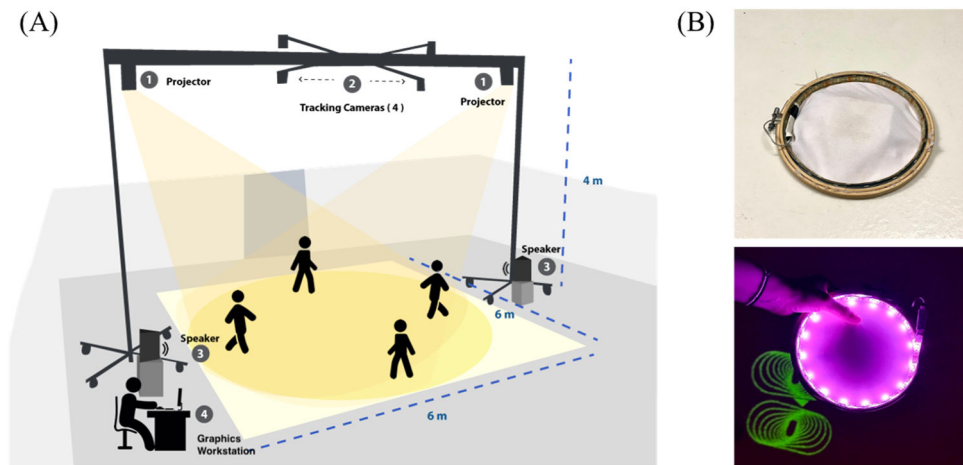 (A)
(B)
1 Projector
2
1
Tracking Cameras ( 4 )
Projector
4 m
Speaker
3
6 m
Speaker
3
6 m
4
Graphics
Workstation